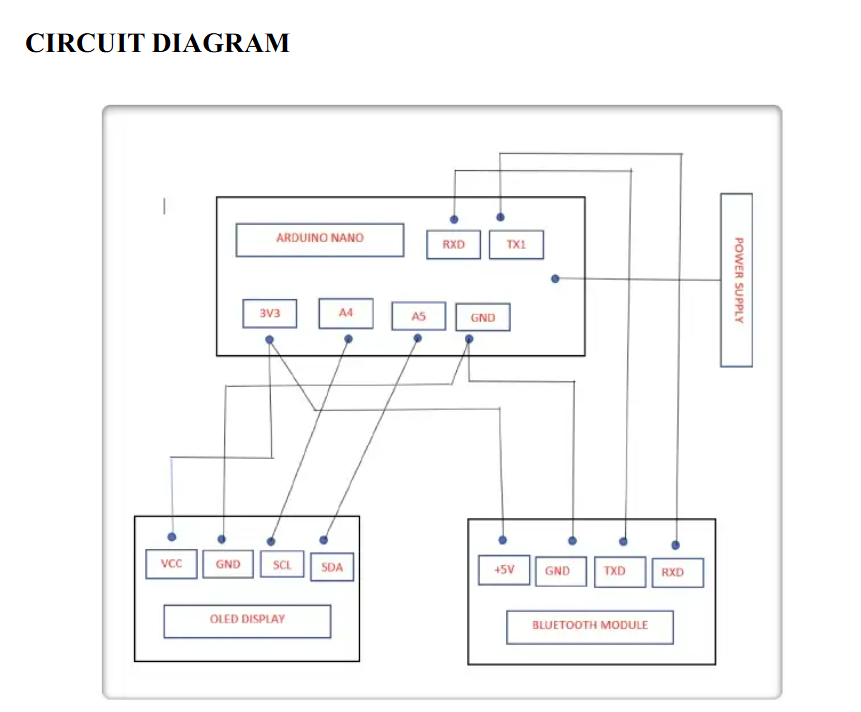 CIRCUIT DIAGRAM
ARDUINO NANO
RXD
TX1
POWER SUPPLY
3V3
A4
A5
GND
VCC
GND
SCL
SDA
OLED DISPLAY
+5V
GND
TXD
RXD
BLUETOOTH MODULE